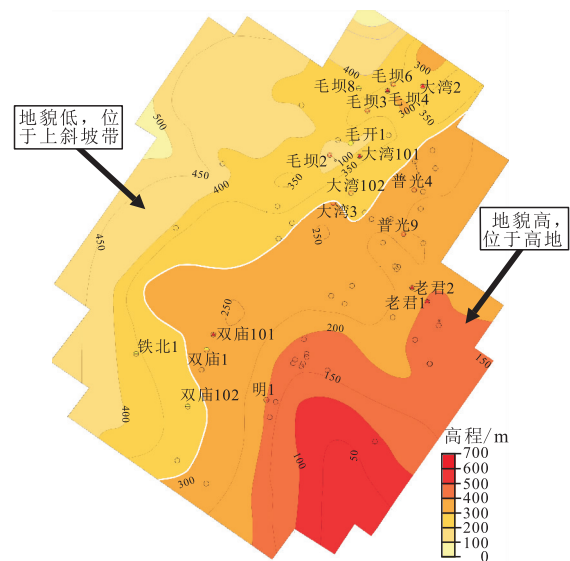 400
毛坝6
300
毛坝8
大湾2
毛坝3
毛坝4
300
350
地貌低，位
于上斜坡带
500
毛开1
毛坝2
100
大湾101
350
450
350
400
大湾102
普光4
大湾3
地貌高，
位于高地
250
普光9
450
老君2
老君1
250
200
双庙101
铁北1
双庙1
150
150
双庙102
明1
400
高程/m
100
50
300
700
600
500
400
300
200
100
0